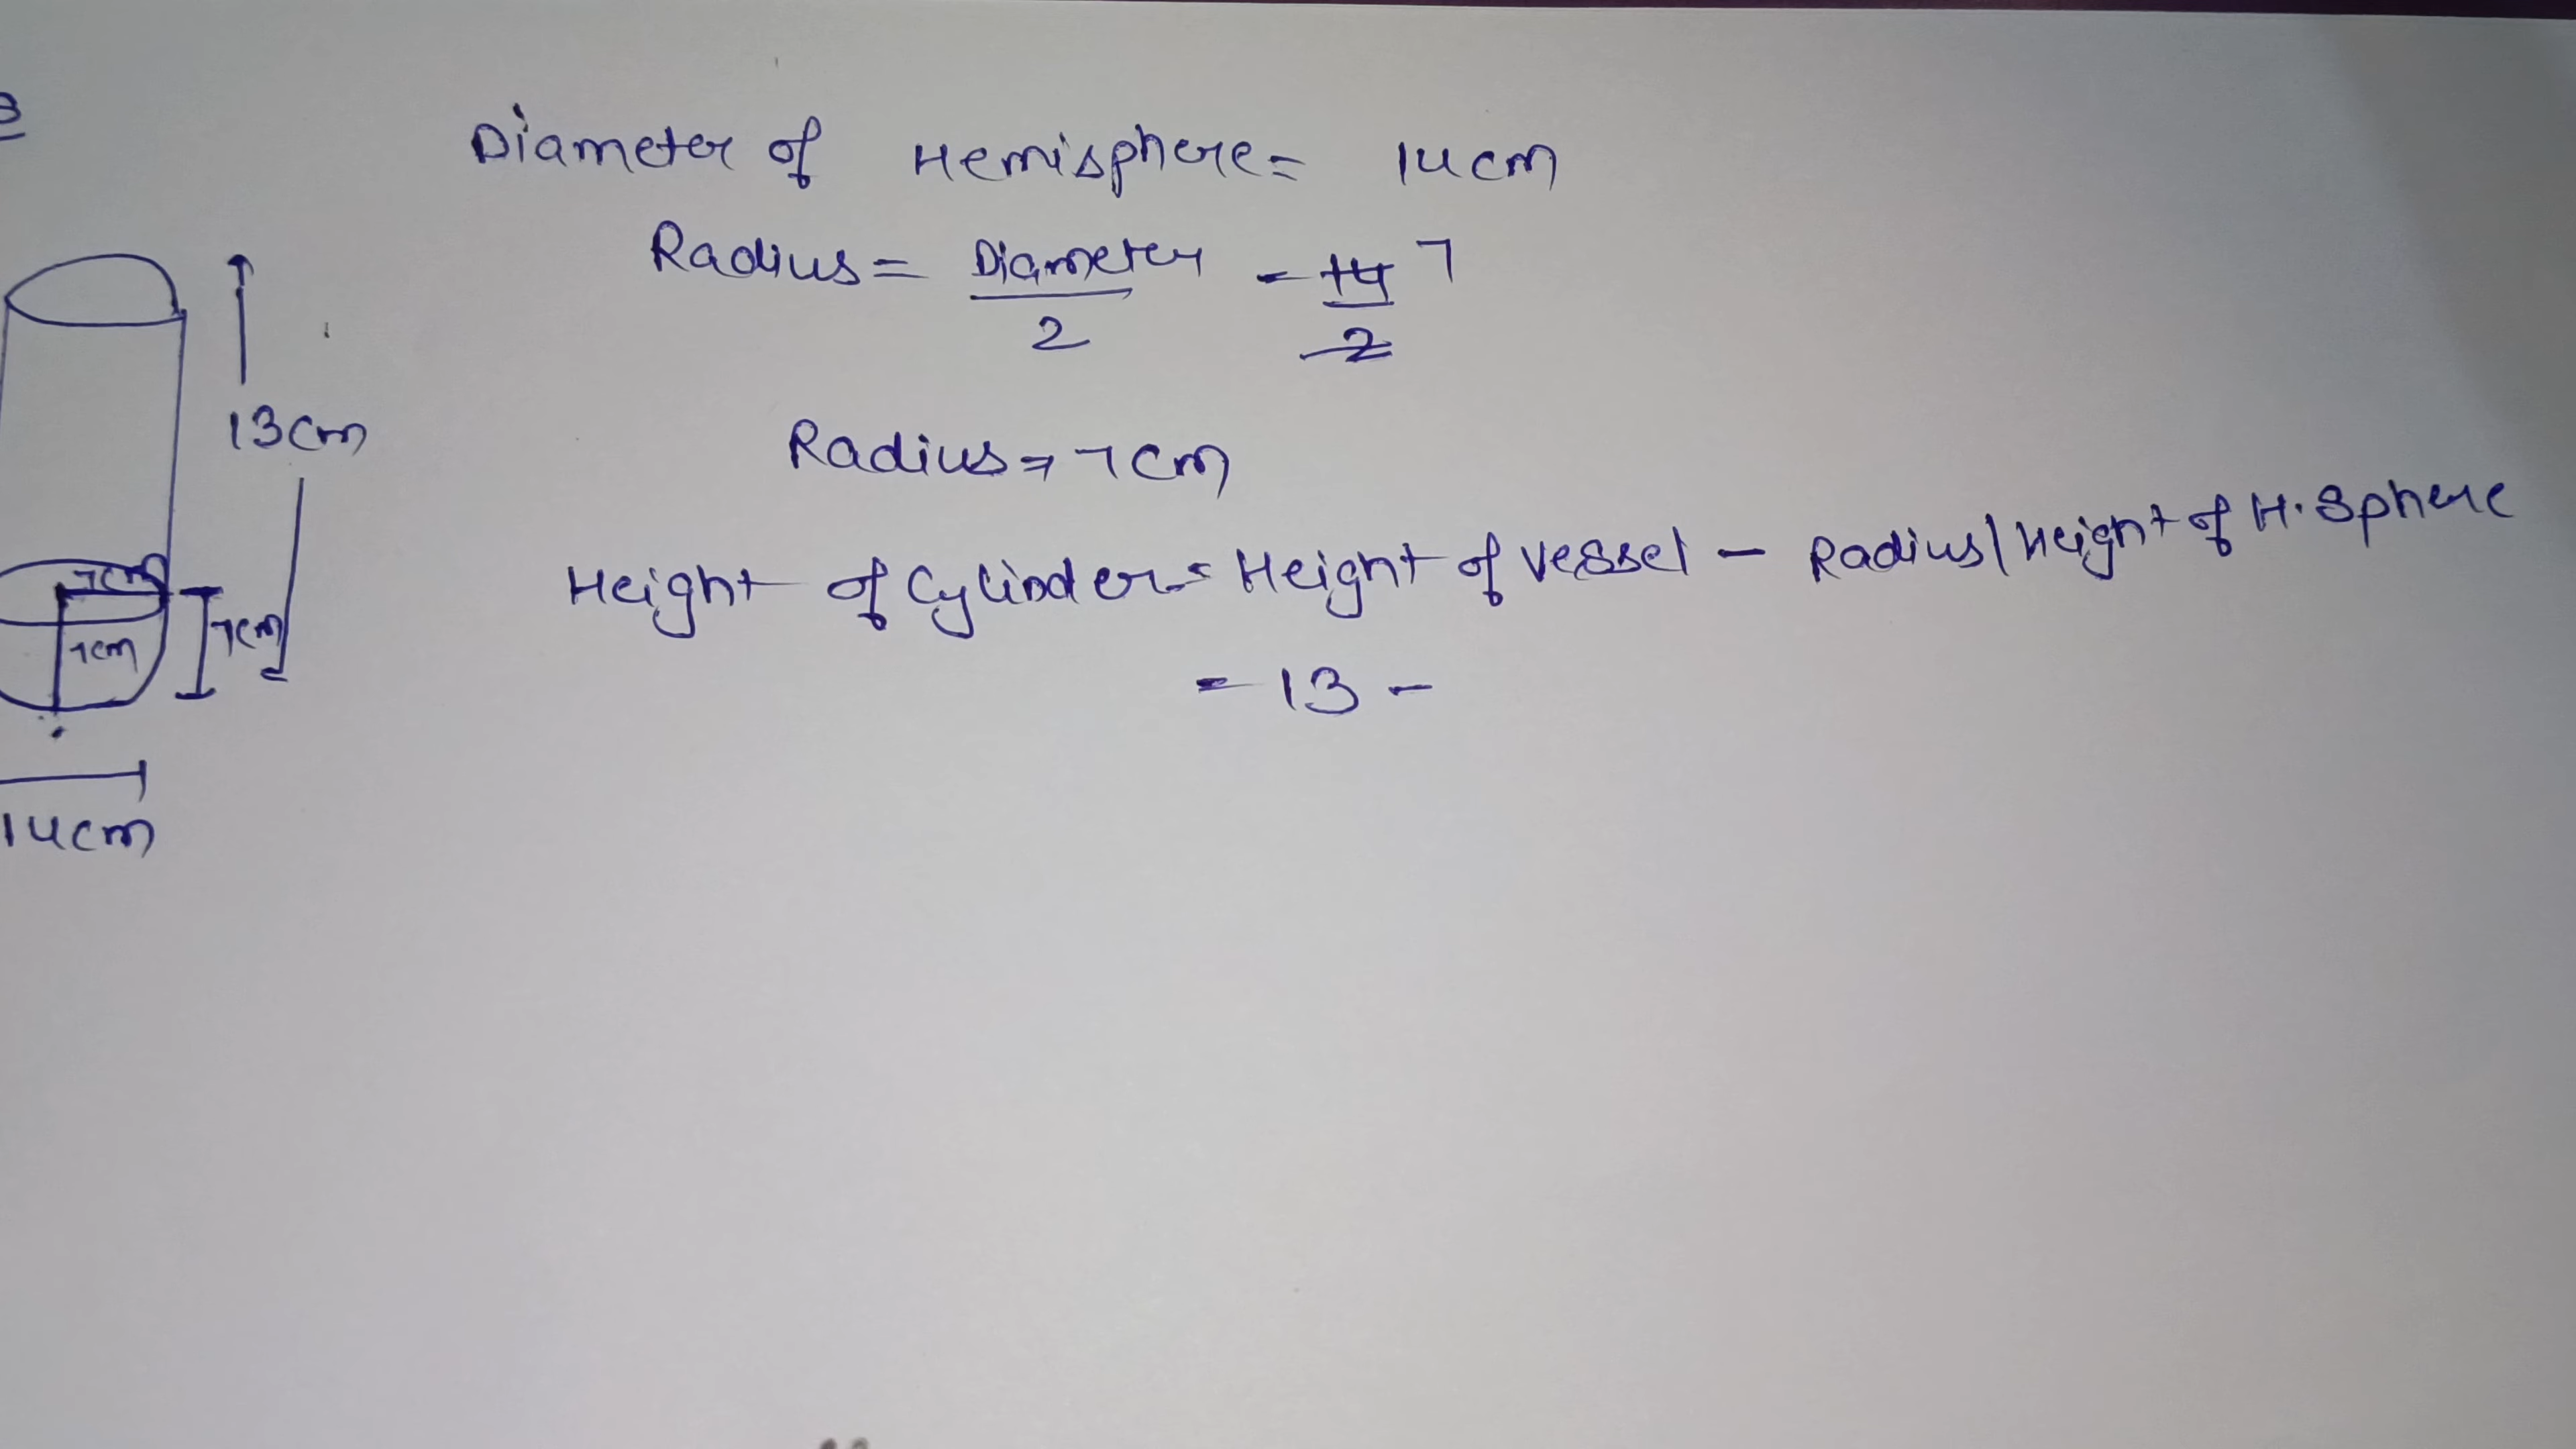 3
Diameter of Hemisphere = 14cm
Radius = Diameter/2 = 14/2 7
13cm
Radius = 7cm
Height of Cylinder = Height of vessel - Radius/Height of H.Sphere
7cm
7cm
7cm
= 13 -
14cm